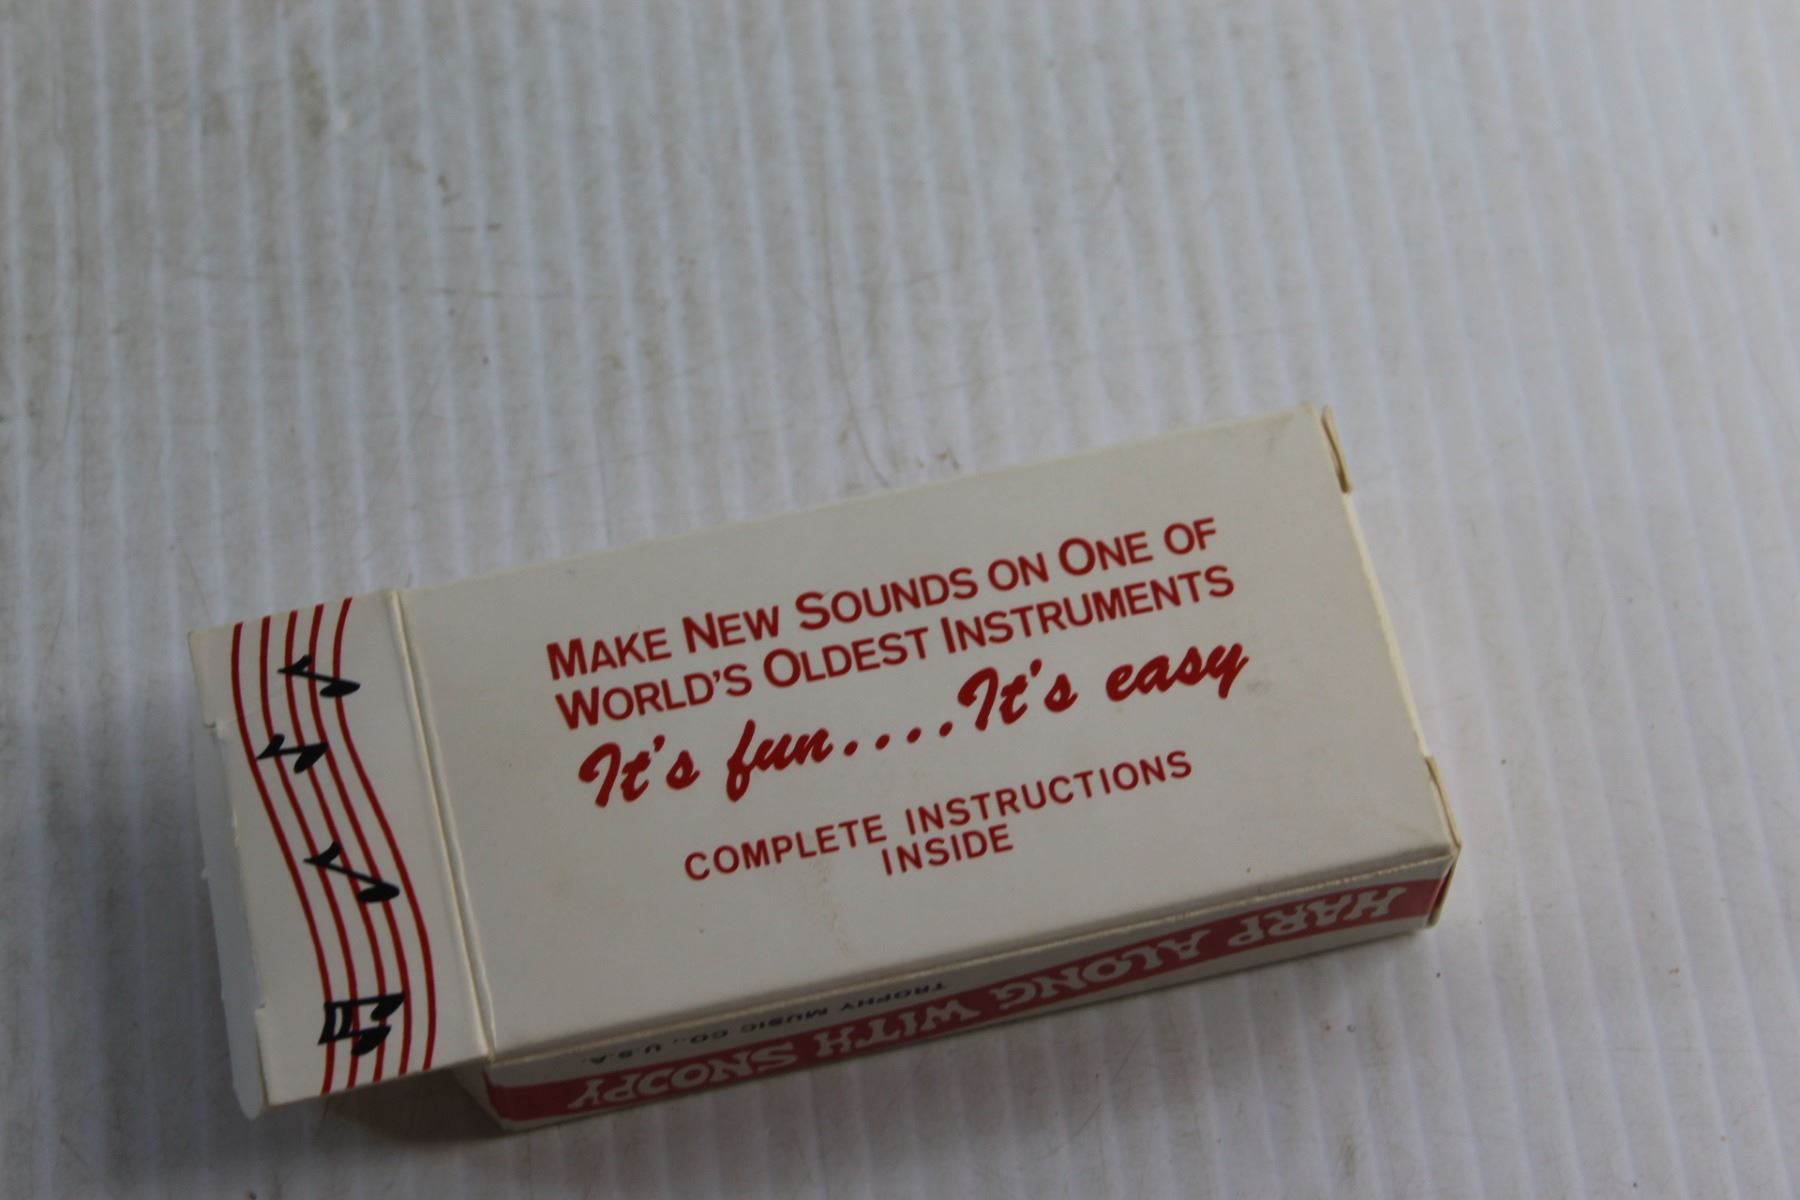 MAKE NEW SOUNDS ON ONE OF
WORLD'S OLDEST INSTRUMENTS
It's fun....It's easy
COMPLETE INSTRUCTIONS
INSIDE
HARP ALONG WITH SNOOPY
TROPHY MUSIC CO., U.S.A.